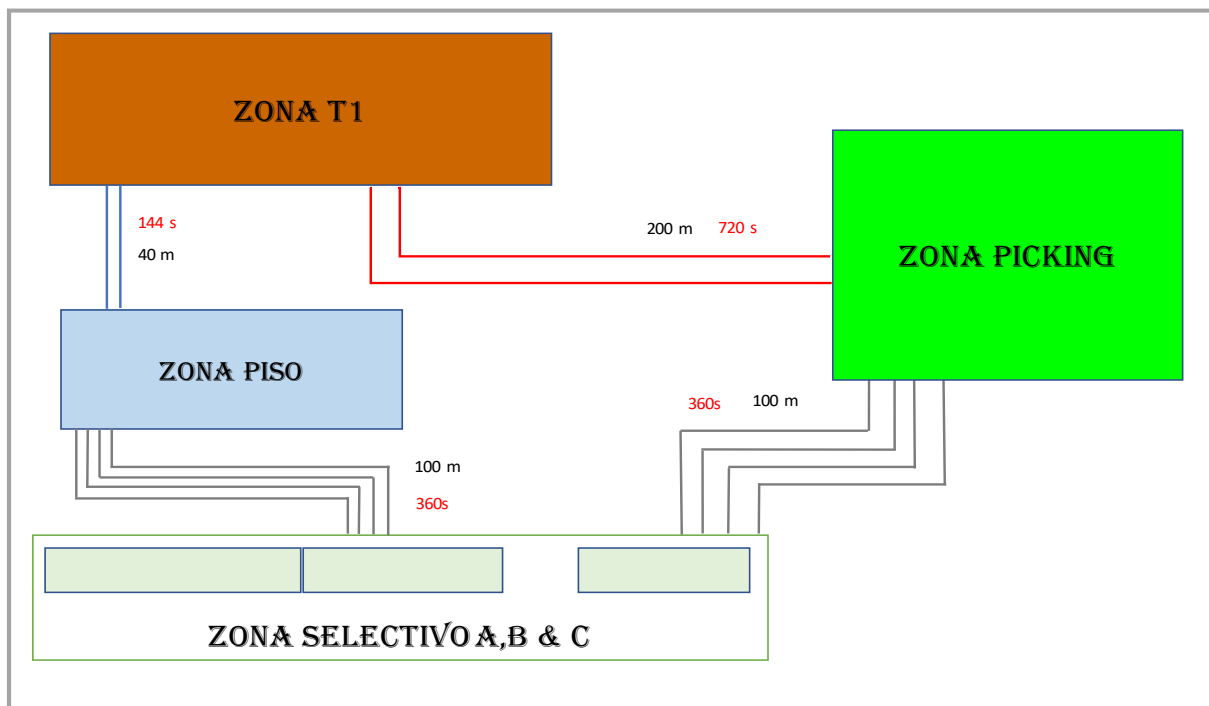 ZONA T1
144 s
40 m
200 m 720 s
ZONA PICKING
ZONA PISO
360s 100 m
100 m
360s
ZONA SELECTIVO A,B & C